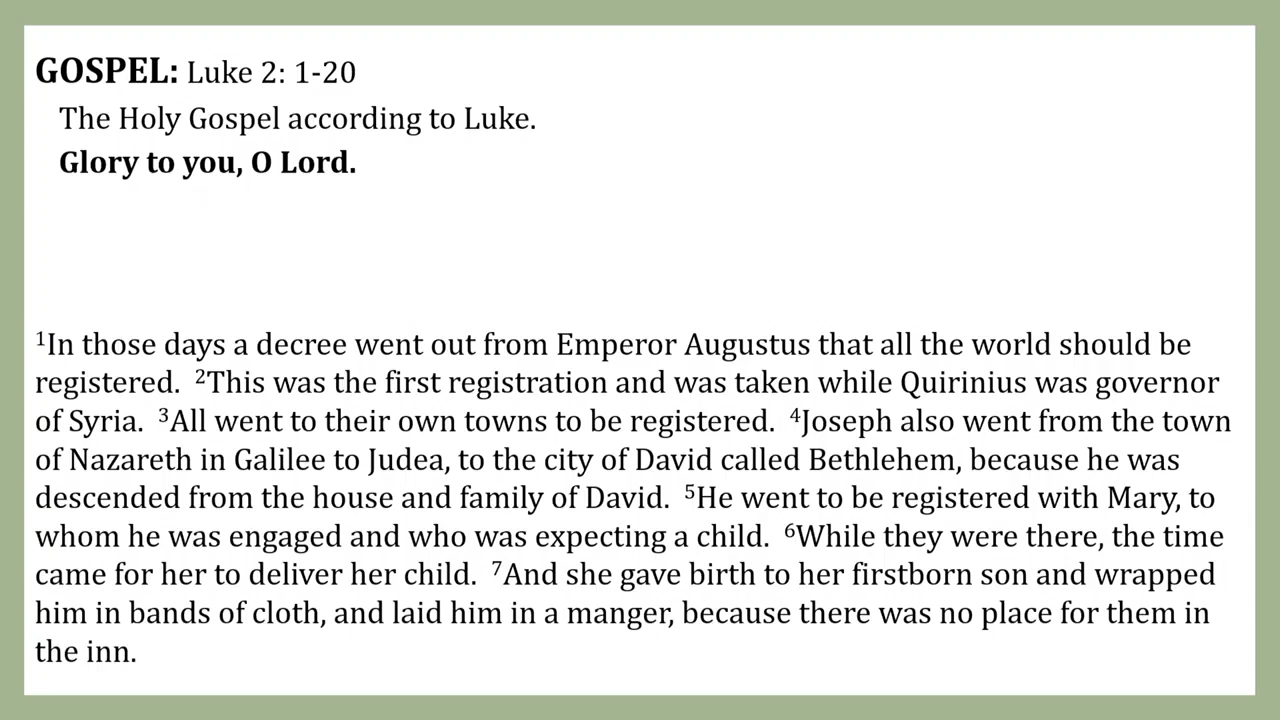 GOSPEL: Luke 2: 1-20
The Holy Gospel according to Luke.
Glory to you, O Lord.
¹In those days a decree went out from Emperor Augustus that all the world should be
registered. ²This was the first registration and was taken while Quirinius was governor
of Syria. ³All went to their own towns to be registered. ⁴Joseph also went from the town
of Nazareth in Galilee to Judea, to the city of David called Bethlehem, because he was
descended from the house and family of David. ⁵He went to be registered with Mary, to
whom he was engaged and who was expecting a child. ⁶While they were there, the time
came for her to deliver her child. ⁷And she gave birth to her firstborn son and wrapped
him in bands of cloth, and laid him in a manger, because there was no place for them in
the inn.